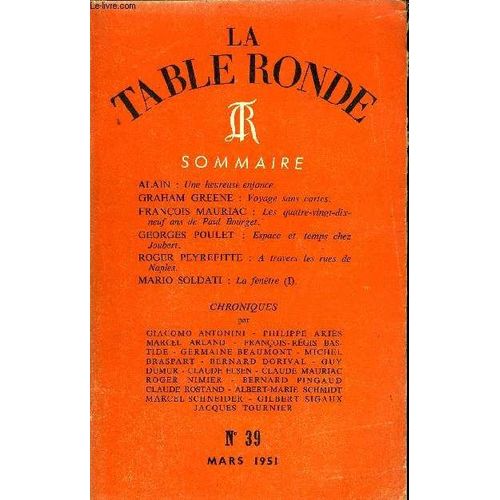 © Le-livre.com
LA
TABLE RONDE
TR
SOMMAIRE
ALAIN : Une heureuse enfance.
GRAHAM GREENE : Voyage sans cartes.
FRANÇOIS MAURIAC : Les quatre-vingt-dix-
neuf ans de Paul Bourget.
GEORGES POULET : Espace et temps chez
Joubert.
ROGER PEYREFITTE : A travers les rues de
Naples.
MARIO SOLDATI : La fenêtre (I).
CHRONIQUES
par
GIACOMO ANTONINI - PHILIPPE ARIÈS
MARCEL ARLAND - FRANÇOIS-RÉGIS BAS-
TIDE - GERMAINE BEAUMONT - MICHEL
BRASPART - BERNARD DORIVAL - GUY
DUMUR - CLAUDE ELSEN - CLAUDE MAURIAC
ROGER NIMIER - BERNARD PINGAUD
CLAUDE ROSTAND - ALBERT-MARIE SCHMIDT
MARCEL SCHNEIDER - GILBERT SIGAUX
JACQUES TOURNIER
N° 39
MARS 1951